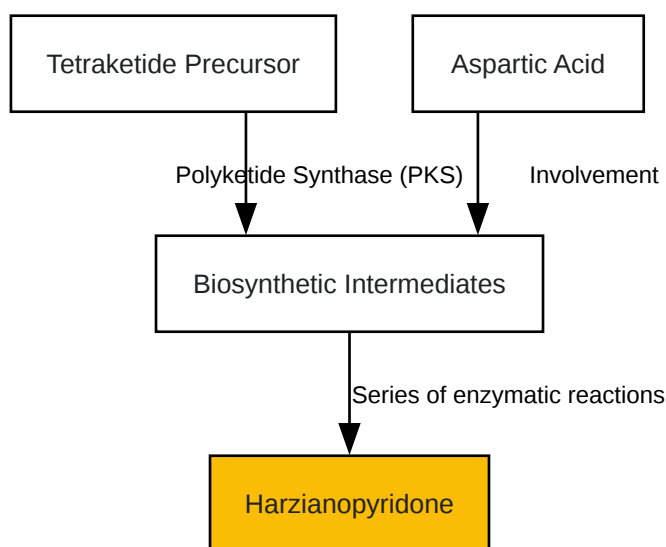 Tetraketide Precursor
Aspartic Acid
Polyketide Synthase (PKS)
Involvement
Biosynthetic Intermediates
Series of enzymatic reactions
Harzianopyridone